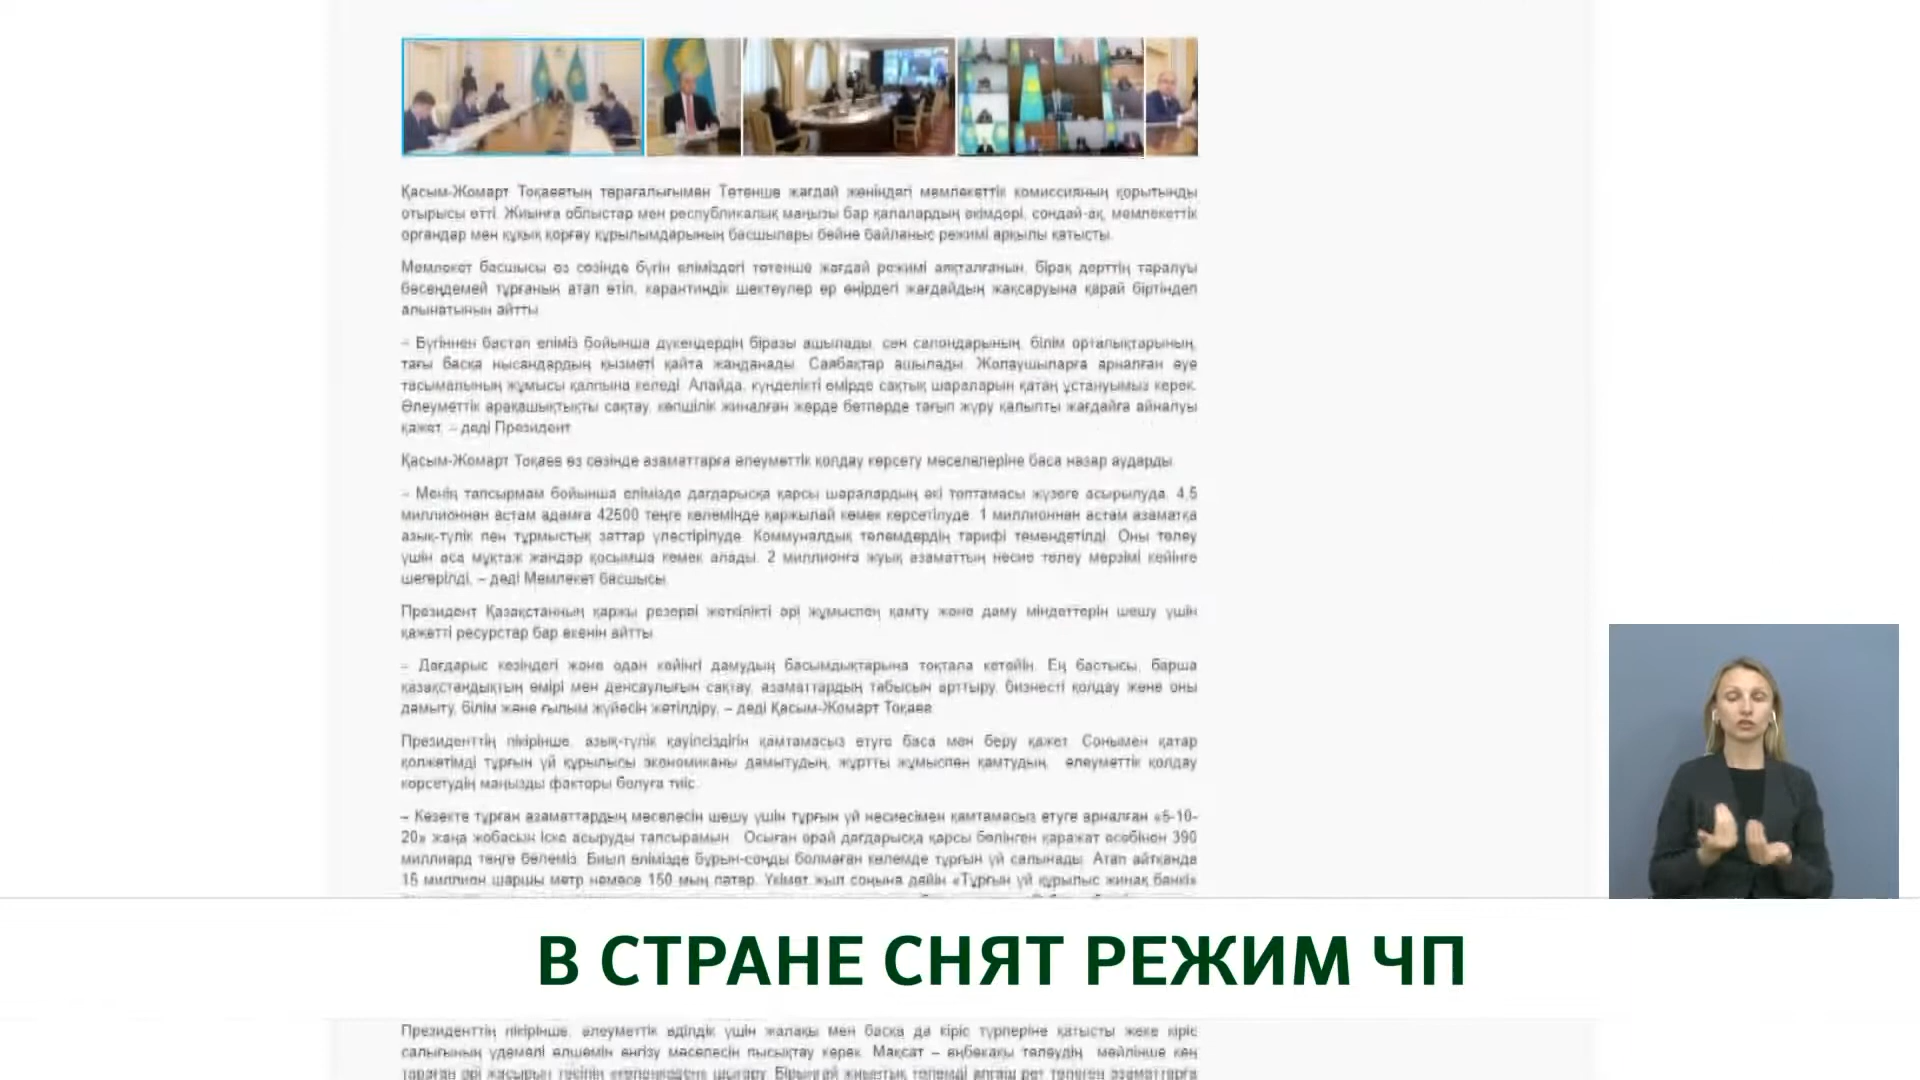 Қасым-Жомарт Тоқаевтың төрағалығымен Төтенше жағдай жөніндегі мемлекеттік комиссияның қорытынды
отырысы өтті. Жиынға облыстар мен республикалық маңызы бар қалалардың әкімдері, сондай-ақ, мемлекеттік
органдар мен құқық қорғау құрылымдарының басшылары бейне байланыс режимі арқылы қатысты.
Мемлекет басшысы өз сөзінде бүгін еліміздегі төтенше жағдай режимі аяқталғанын, бірақ дерттің таралуы
бәсеңдемей тұрғанын атап өтіп, карантиндік шектеулер әр өңірдегі жағдайдың жақсаруына қарай біртіндеп
алынатынын айтты.
– Бүгіннен бастап еліміз бойынша дүкендердің біразы ашылады, сән салондарының, білім орталықтарының,
тағы басқа нысандардың қызметі қайта жанданады. Саябақтар ашылады. Жолаушыларға арналған әуе
тасымалының жұмысы қалпына келеді. Алайда, күнделікті өмірде сақтық шараларын қатаң ұстануымыз керек.
Әлеуметтік арақашықтықты сақтау, көпшілік жиналған жерде бетперде тағып жүру қалыпты жағдайға айналуы
қажет, – деді Президент.
Қасым-Жомарт Тоқаев өз сөзінде азаматтарға әлеуметтік қолдау көрсету мәселелеріне баса назар аударды.
– Менің тапсырмам бойынша елімізде дағдарысқа қарсы шаралардың екі топтамасы жүзеге асырылуда. 4,5
миллионнан астам адамға 42500 теңге көлемінде қаржылай көмек көрсетілуде. 1 миллионнан астам азаматқа
азық-түлік пен тұрмыстық заттар үлестірілуде. Коммуналдық төлемдердің тарифі төмендетілді. Оны төлеу
үшін аса мұқтаж жандар қосымша көмек алады. 2 миллионға жуық азаматтың несие төлеу мерзімі кейінге
шегерілді, – деді Мемлекет басшысы.
Президент Қазақстанның қаржы резерві жеткілікті әрі жұмыспен қамту және даму міндеттерін шешу үшін
қажетті ресурстар бар екенін айтты.
– Дағдарыс кезіндегі және одан кейінгі дамудың басымдықтарына тоқтала кетейін. Ең бастысы, барша
қазақстандықтың өмірі мен денсаулығын сақтау, азаматтардың табысын арттыру, бизнесті қолдау және оны
дамыту, білім және ғылым жүйесін жетілдіру, – деді Қасым-Жомарт Тоқаев.
Президенттің пікірінше, азық-түлік қауіпсіздігін қамтамасыз етуге баса мән беру қажет. Сонымен қатар
қолжетімді тұрғын үй құрылысы экономиканы дамытудың, жұртты жұмыспен қамтудың, әлеуметтік қолдау
көрсетудің маңызды факторы болуға тиіс.
– Кезекте тұрған азаматтардың мәселесін шешу үшін тұрғын үй несиесімен қамтамасыз етуге арналған «5-10-
20» жаңа жобасын іске асыруды тапсырамын. Осыған орай дағдарысқа қарсы бөлінген қаражат есебінен 390
миллиард теңге бөлеміз. Биыл елімізде бұрын-соңды болмаған көлемде тұрғын үй салынады. Атап айтқанда
15 миллион шаршы метр немесе 150 мың пәтер. Үкімет жыл соңына дейін «Тұрғын үй құрылыс жинақ банкі»
В СТРАНЕ СНЯТ РЕЖИМ ЧП
Президенттің пікірінше, әлеуметтік әділдік үшін жалақы мен басқа да кіріс түрлеріне қатысты жеке кіріс
салығының үдемелі өлшемін енгізу мәселесін пысықтау керек. Мақсат – еңбекақы төлеудің мейлінше кең
тараған әрі жасырын